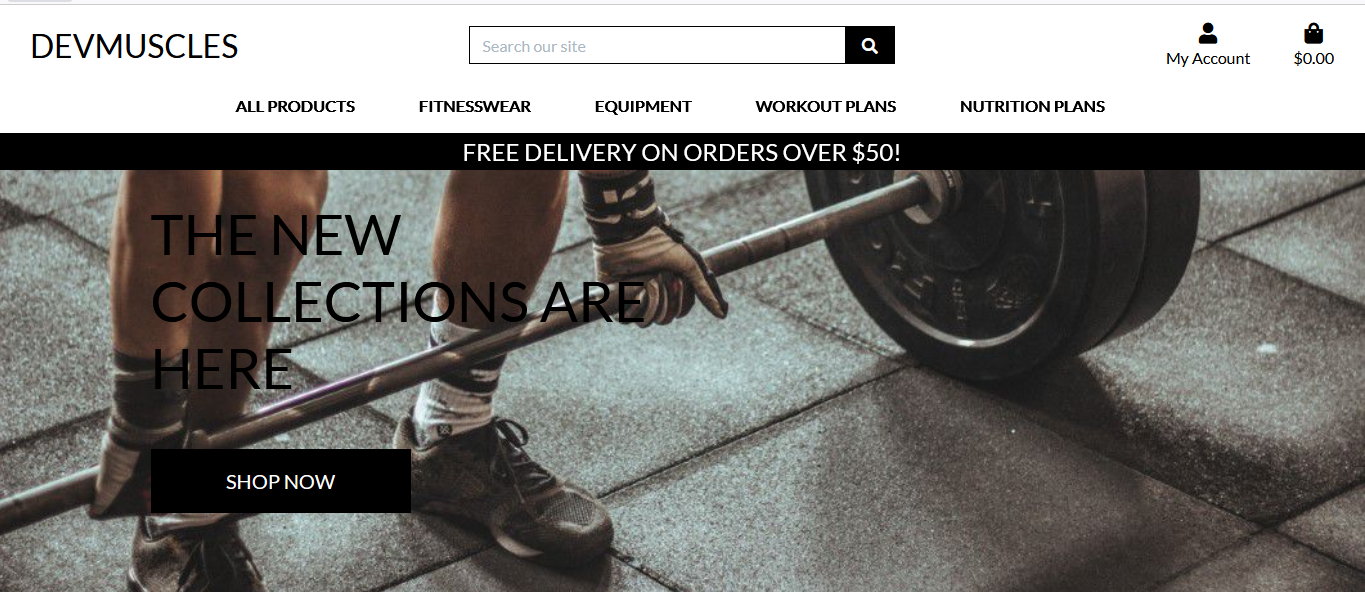 DEVMUSCLES
Search our site
My Account
$0.00
ALL PRODUCTS FITNESSWEAR EQUIPMENT WORKOUT PLANS NUTRITION PLANS
FREE DELIVERY ON ORDERS OVER $50!
THE NEW
COLLECTIONS ARE
HERE
SHOP NOW